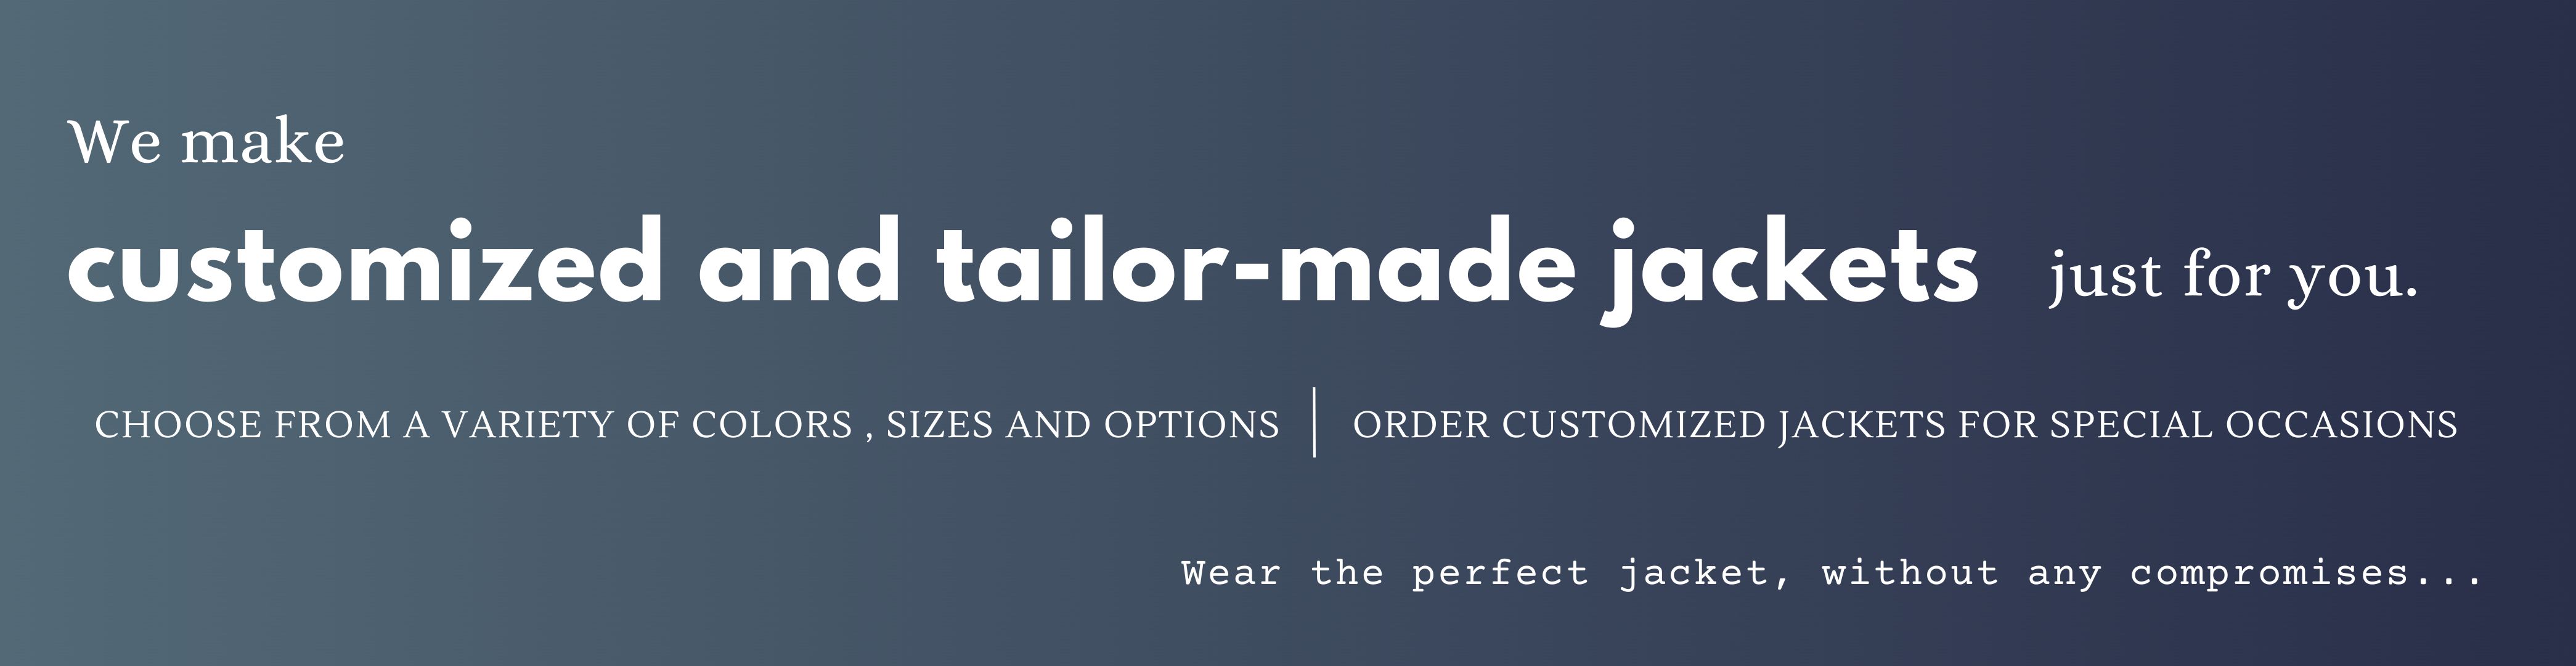 We make
customized and tailor-made jackets just for you.
CHOOSE FROM A VARIETY OF COLORS , SIZES AND OPTIONS | ORDER CUSTOMIZED JACKETS FOR SPECIAL OCCASIONS
Wear the perfect jacket, without any compromises...